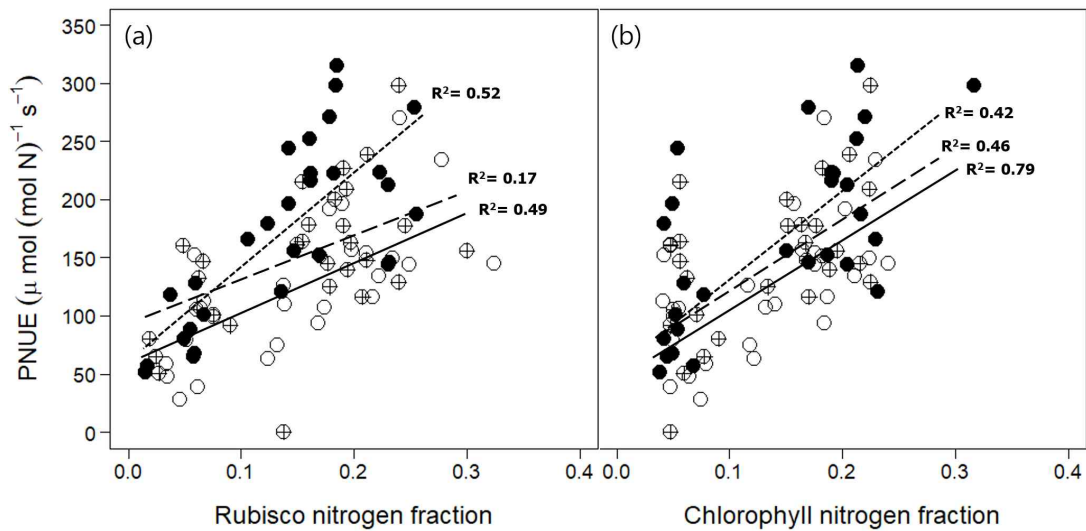 (a)
(b)
PNUE (μ mol (mol N)⁻¹ s⁻¹)
350
300
250
200
150
100
50
0
R²= 0.52
R²= 0.17
R²= 0.49
R²= 0.42
R²= 0.46
R²= 0.79
0.0 0.1 0.2 0.3 0.4
0.0 0.1 0.2 0.3 0.4
Rubisco nitrogen fraction
Chlorophyll nitrogen fraction